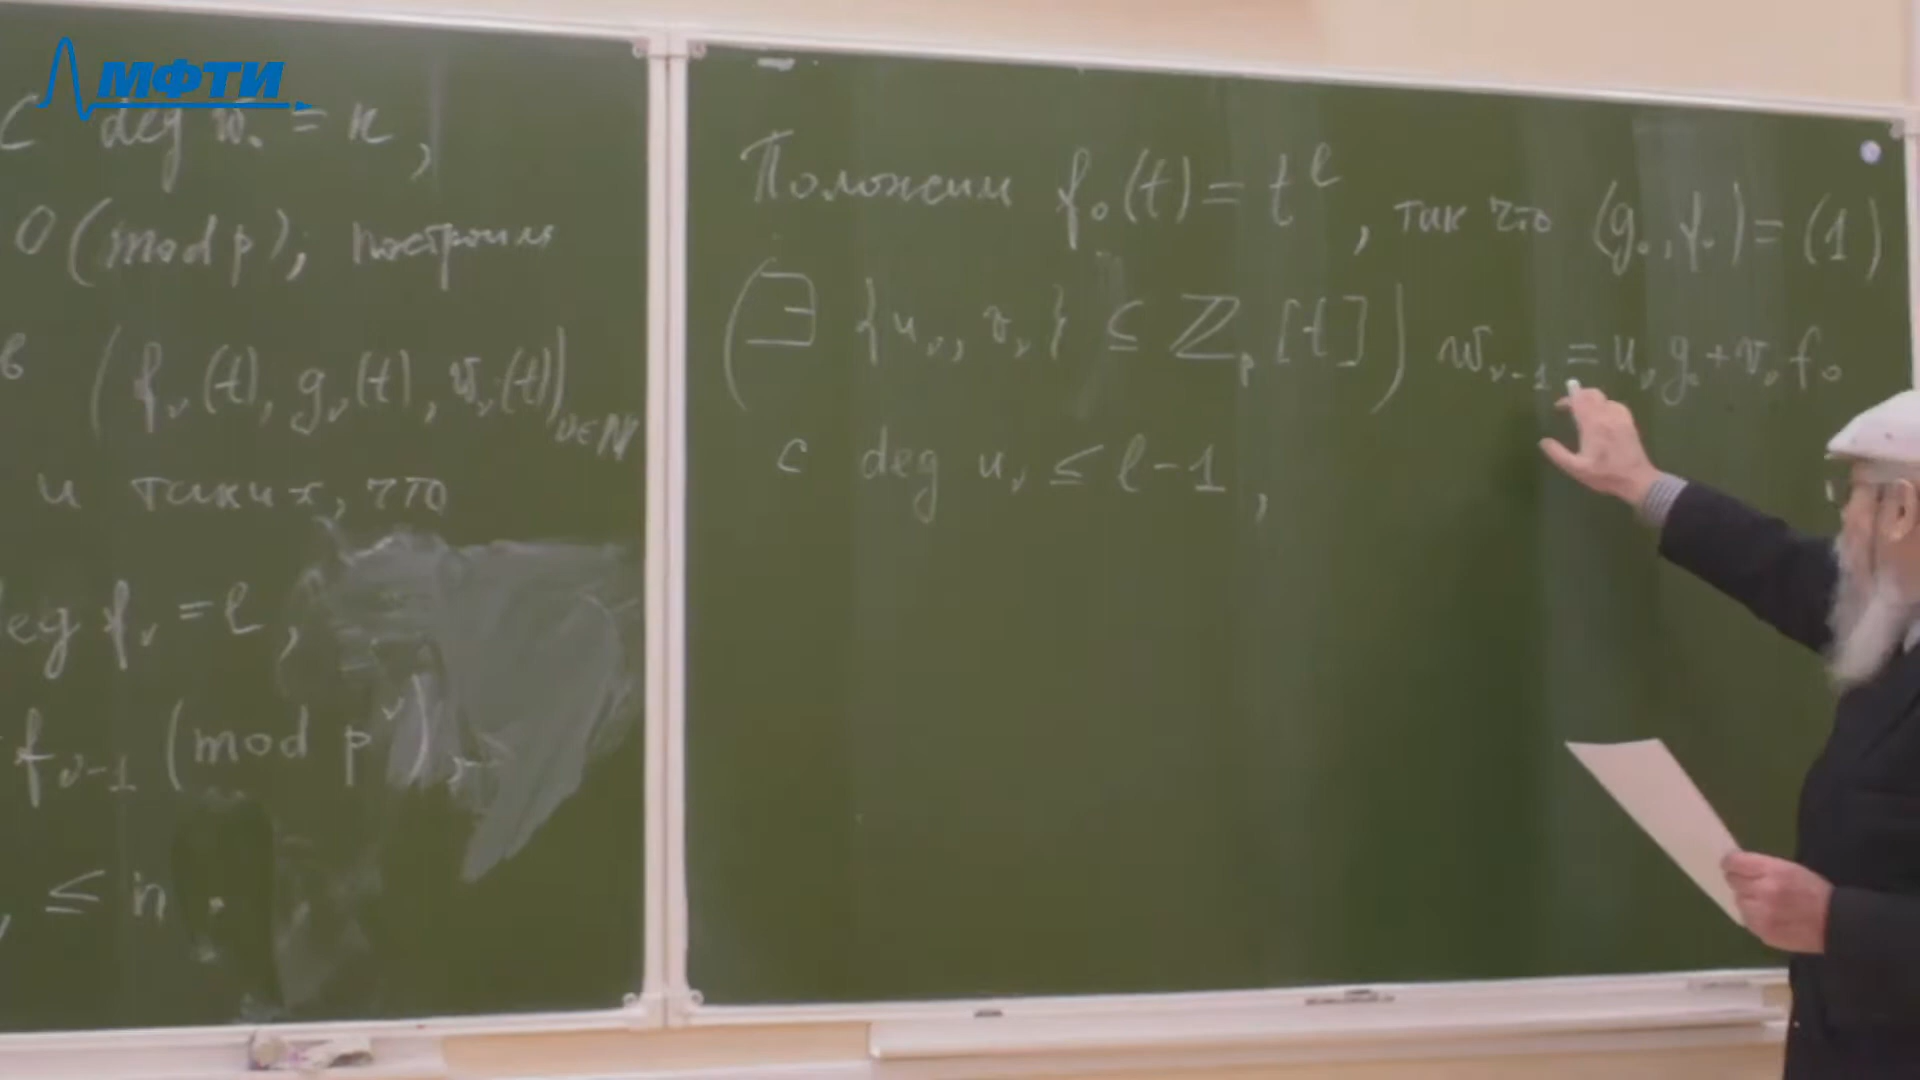 МФТИ
с deg w₀ = n,
0 (mod p), построим
в (f_ν(t), g_ν(t), w_ν(t))_{ν∈ℕ}
и таких, что
deg f_ν = l,
f_{ν-1} (mod p^ν),
≤ n.
Положим f₀(t) = t^l, так что (g₀, f₀) = (1)
(∃ {u_ν, v_ν} ⊆ ℤ_p[t]) w_{ν-1} = u_ν g₀ + v_ν f₀
с deg u_ν ≤ l-1,